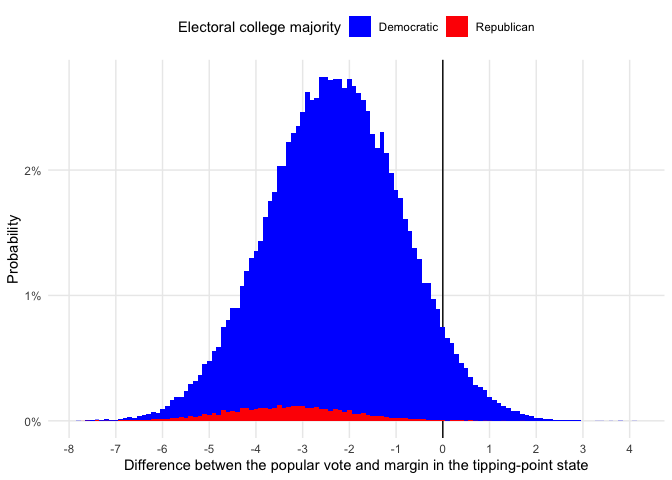 Electoral college majority Democratic Republican
2%
1%
0%
Probability
-8 -7 -6 -5 -4 -3 -2 -1 0 1 2 3 4
Difference betwen the popular vote and margin in the tipping-point state